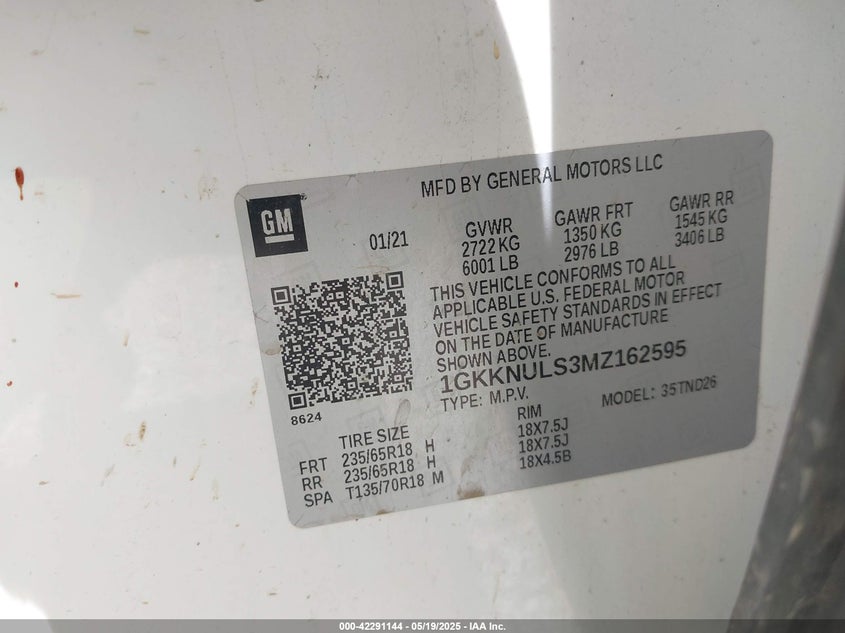 MFD BY GENERAL MOTORS LLC
GM
®
01/21
GVWR
2722 KG
6001 LB
GAWR FRT
1350 KG
2976 LB
GAWR RR
1545 KG
3406 LB
THIS VEHICLE CONFORMS TO ALL
APPLICABLE U.S. FEDERAL MOTOR
VEHICLE SAFETY STANDARDS IN EFFECT
ON THE DATE OF MANUFACTURE
SHOWN ABOVE.
1GKKNULS3MZ162595
TYPE: M.P.V.
MODEL: 35TND26
8624
TIRE SIZE
RIM
FRT 235/65R18 H 18X7.5J
RR 235/65R18 H 18X7.5J
SPA T135/70R18 M 18X4.5B
000-42291144 - 05/19/2025 - IAA Inc.